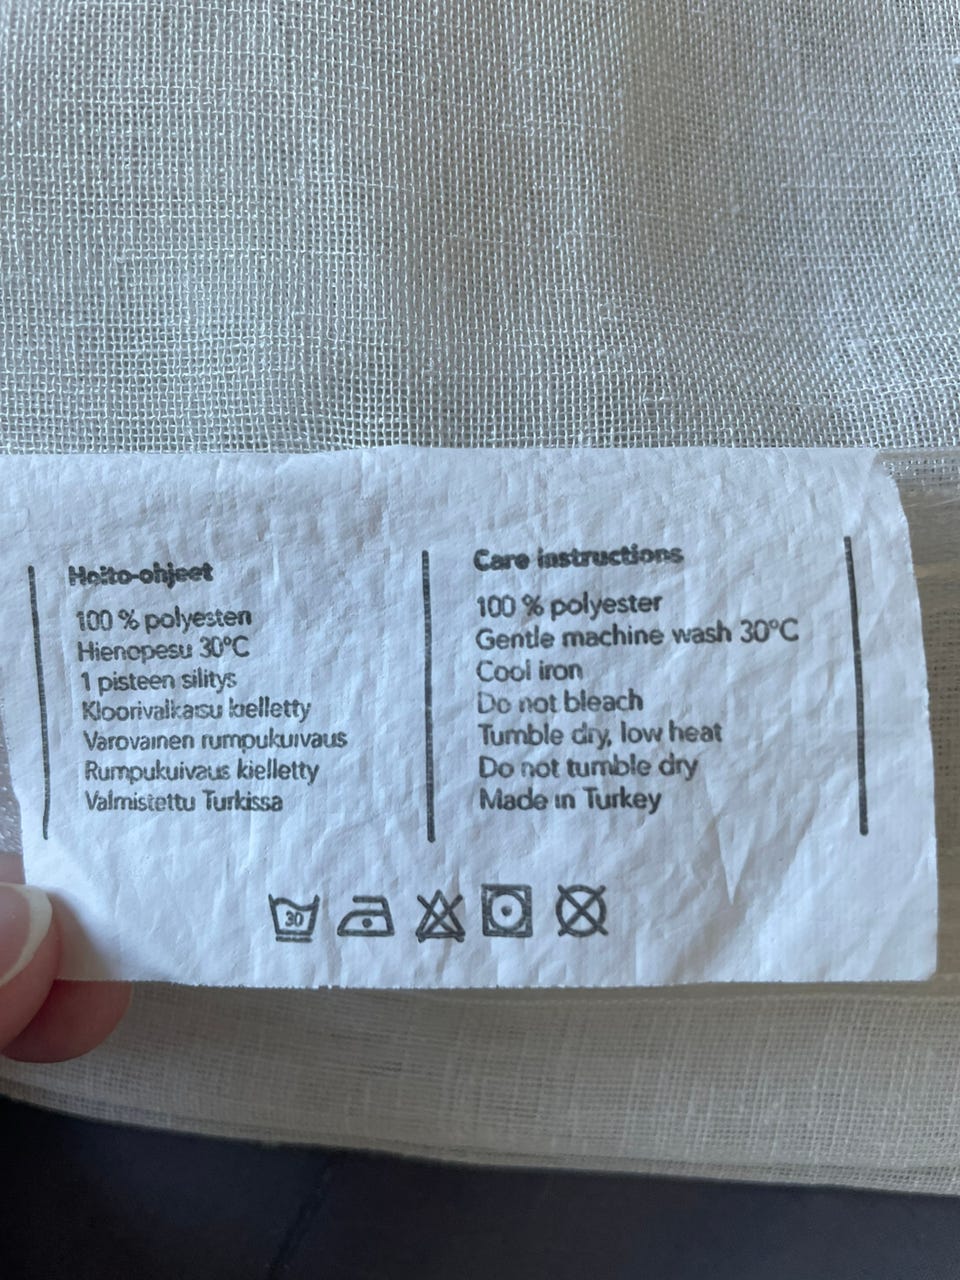 Hoito-ohjeet
100 % polyesteri
Hienopesu 30°C
1 pisteen silitys
Kloorivalkaisu kielletty
Varovainen rumpukuivaus
Rumpukuivaus kielletty
Valmistettu Turkissa
Care instructions
100 % polyester
Gentle machine wash 30°C
Cool iron
Do not bleach
Tumble dry, low heat
Do not tumble dry
Made in Turkey
30